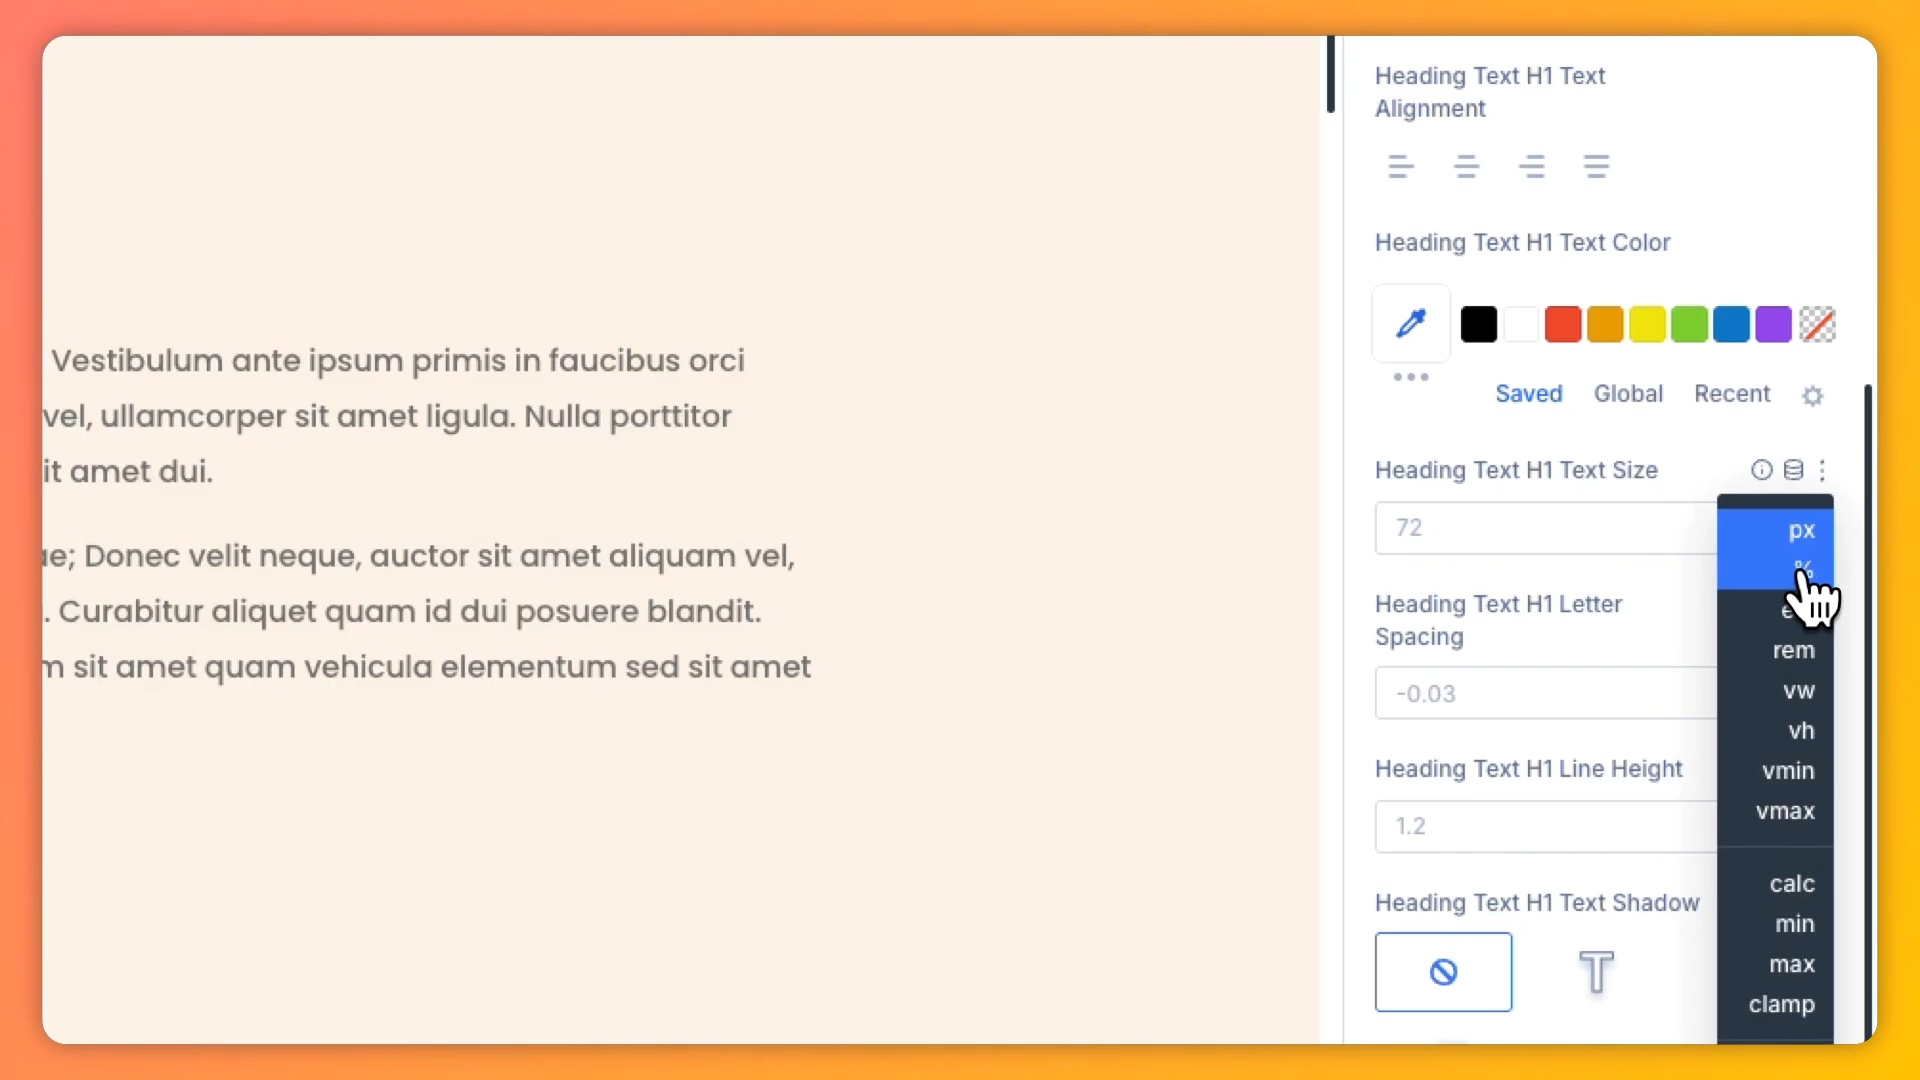 Vestibulum ante ipsum primis in faucibus orci
vel, ullamcorper sit amet ligula. Nulla porttitor
it amet dui.
Donec velit neque, auctor sit amet aliquam vel,
. Curabitur aliquet quam id dui posuere blandit.
sit amet quam vehicula elementum sed sit amet
Heading Text H1 Text
Alignment
Heading Text H1 Text Color
Saved Global Recent
Heading Text H1 Text Size
72
px
%
rem
vw
vh
vmin
vmax
calc
min
max
clamp
Heading Text H1 Letter
Spacing
-0.03
Heading Text H1 Line Height
1.2
Heading Text H1 Text Shadow
T